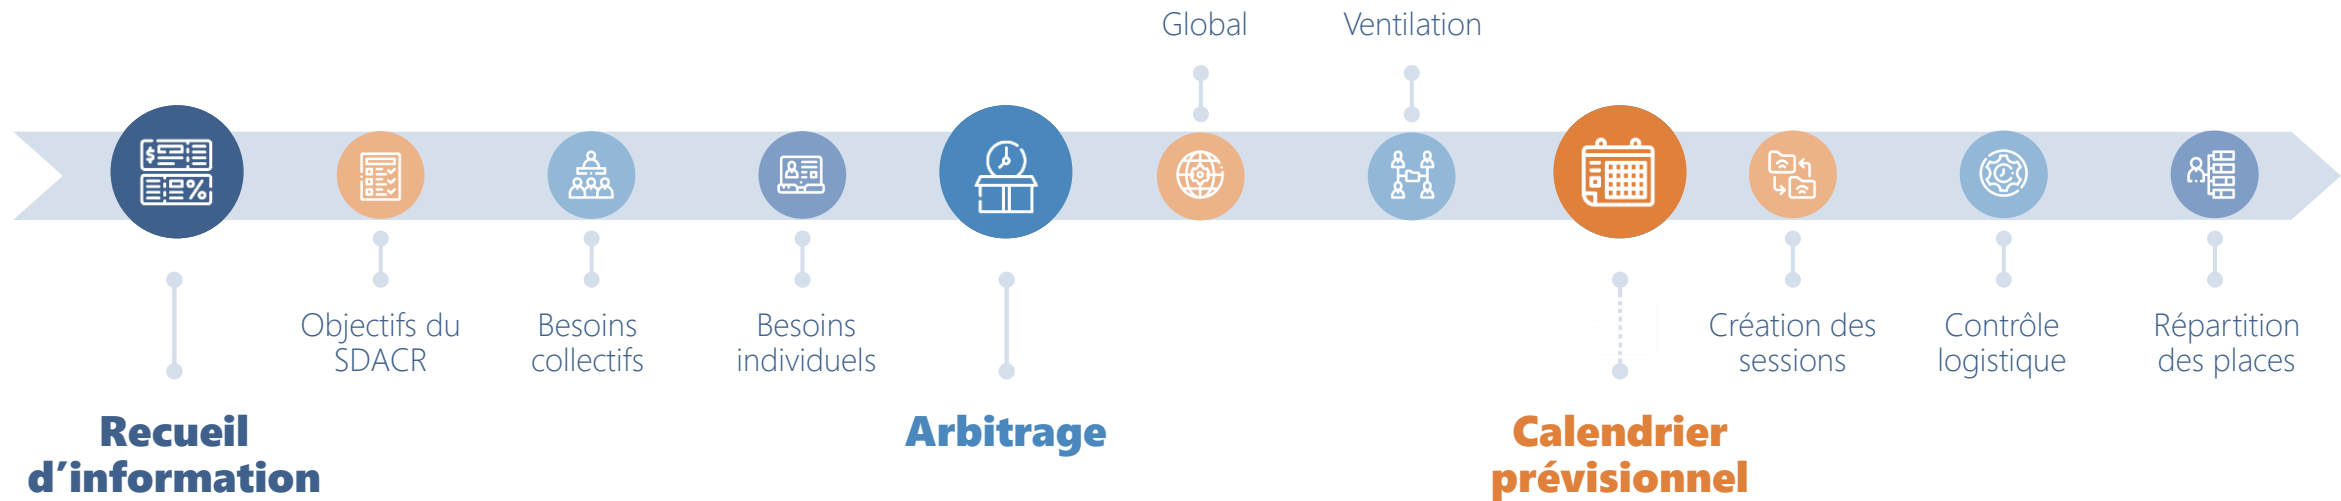 Global
Ventilation
Objectifs du
SDACR
Besoins
collectifs
Besoins
individuels
Création des
sessions
Contrôle
logistique
Répartition
des places
Recueil
d’information
Arbitrage
Calendrier
prévisionnel